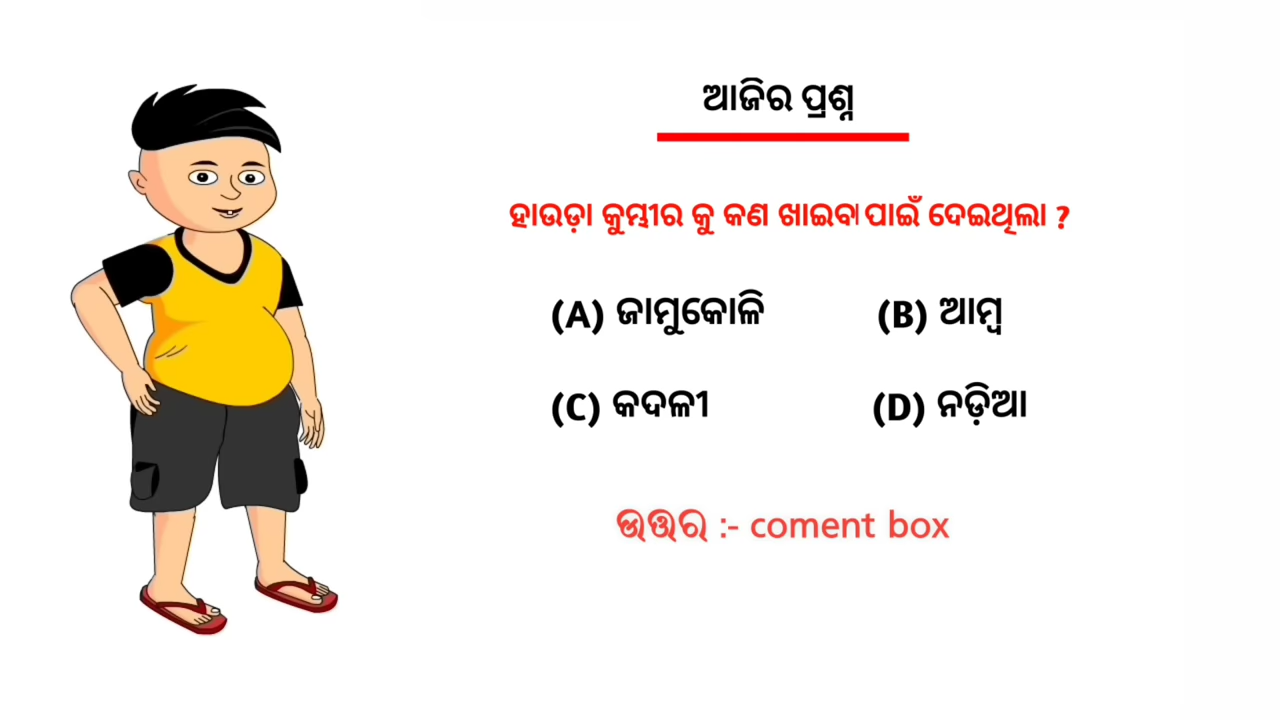 ଆଜିର ପ୍ରଶ୍ନ
ହାଉଡ଼ା କୁମ୍ଭୀର କୁ କଣ ଖାଇବା ପାଇଁ ଦେଇଥିଲା ?
(A) ଜାମୁକୋଳି (B) ଆମ୍ବ
(C) କଦଳୀ (D) ନଡ଼ିଆ
ଉତ୍ତର :- coment box